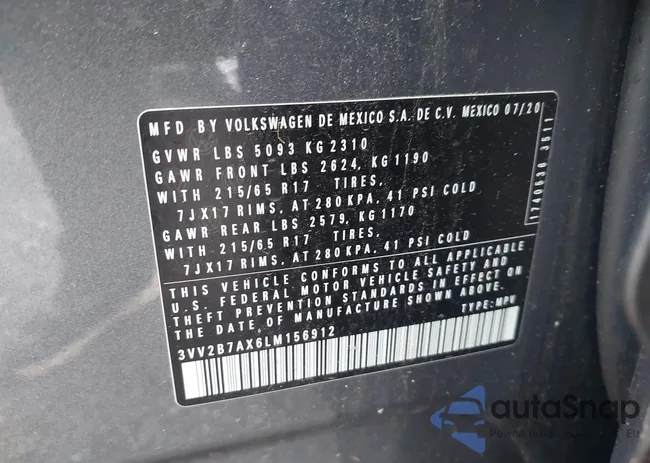 MFD BY VOLKSWAGEN DE MEXICO S.A. DE C.V. MEXICO 07/20
GVWR LBS 5093 KG 2310
GAWR FRONT LBS 2624, KG 1190
WITH 215/65 R17 TIRES.
7JX17 RIMS, AT 280 KPA, 41 PSI COLD
GAWR REAR LBS 2579, KG 1170
WITH 215/65 R17 TIRES.
7JX17 RIMS, AT 280 KPA, 41 PSI COLD
THIS VEHICLE CONFORMS TO ALL APPLICABLE
U.S. FEDERAL MOTOR VEHICLE SAFETY AND
THEFT PREVENTION STANDARDS IN EFFECT ON
THE DATE OF MANUFACTURE SHOWN ABOVE.
TYPE: MPV
3VV2B7AX6LM156912
autaSnap